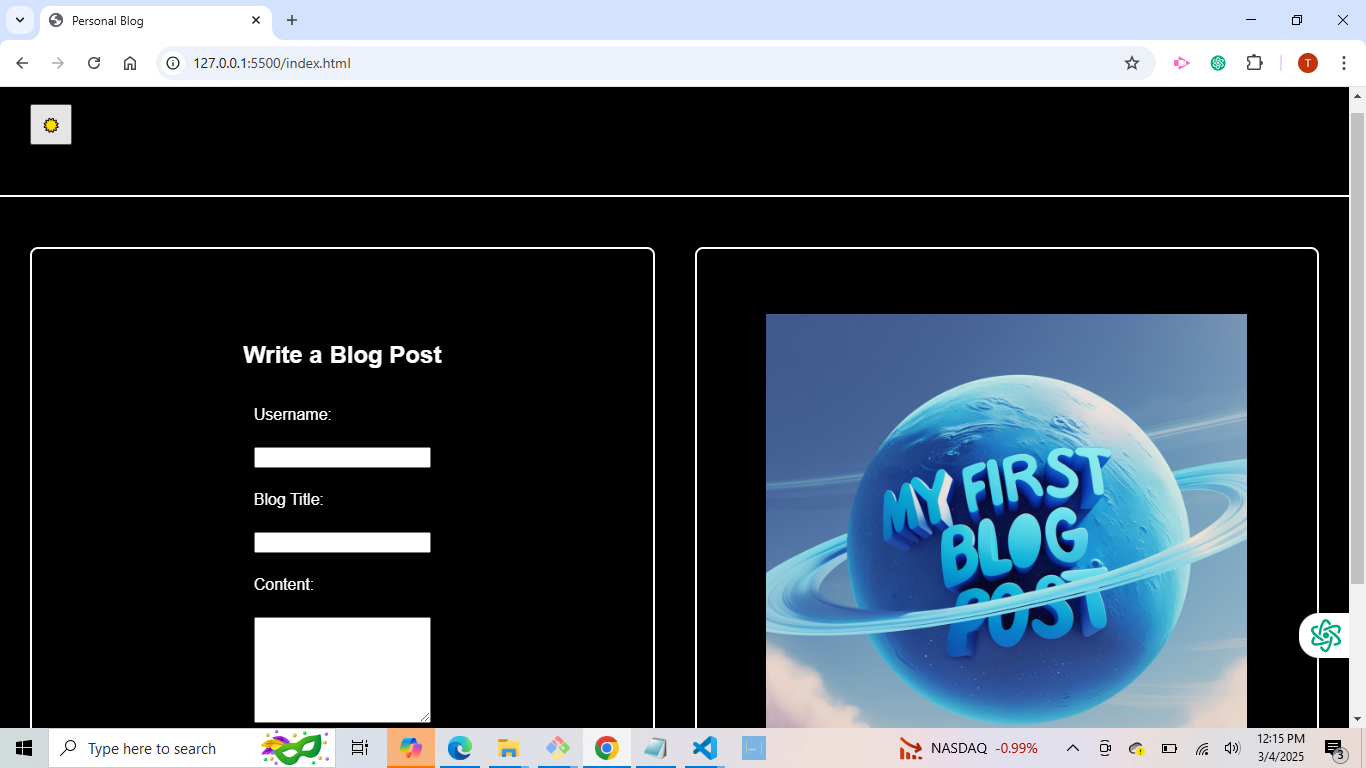 Personal Blog
127.0.0.1:5500/index.html
T
Write a Blog Post
Username:
Blog Title:
Content:
MY FIRST
BLOG
POST
Type here to search
NASDAQ -0.99%
12:15 PM
3/4/2025
3